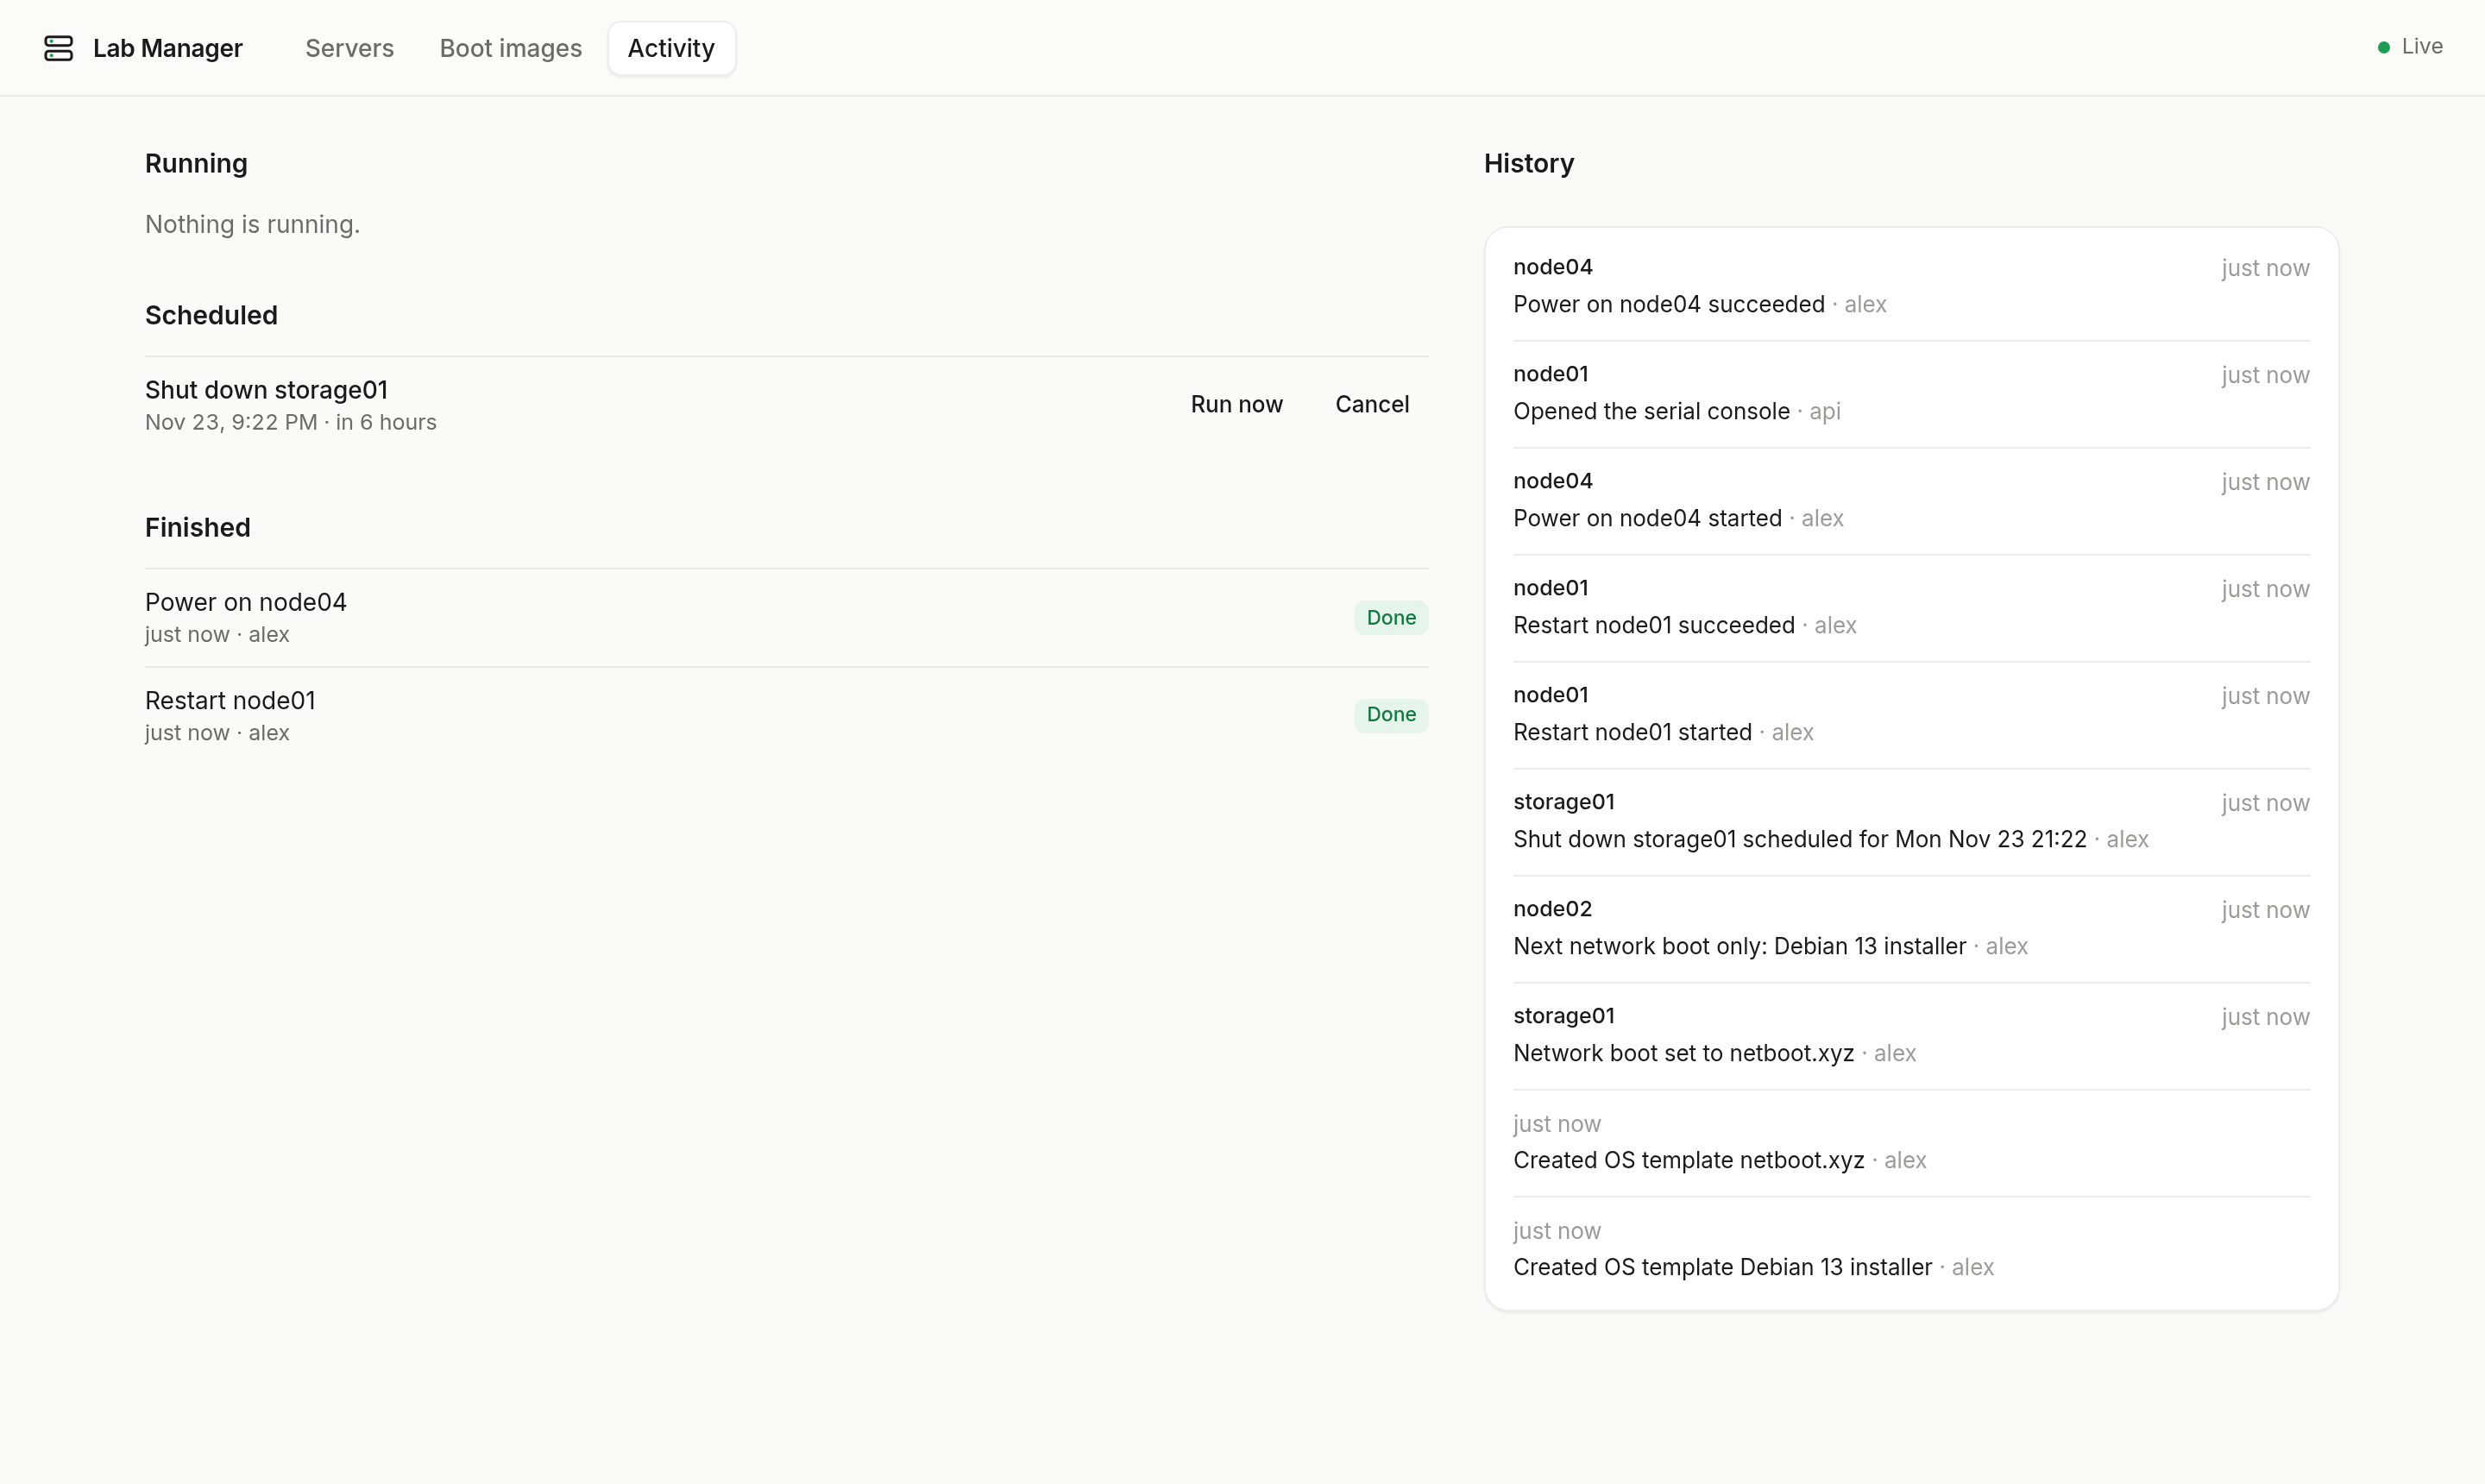 Lab Manager
Servers
Boot images
Activity
Live
Running
Nothing is running.
Scheduled
Shut down storage01
Nov 23, 9:22 PM · in 6 hours
Run now
Cancel
Finished
Power on node04
just now · alex
Done
Restart node01
just now · alex
Done
History
node04
just now
Power on node04 succeeded · alex
node01
just now
Opened the serial console · api
node04
just now
Power on node04 started · alex
node01
just now
Restart node01 succeeded · alex
node01
just now
Restart node01 started · alex
storage01
just now
Shut down storage01 scheduled for Mon Nov 23 21:22 · alex
node02
just now
Next network boot only: Debian 13 installer · alex
storage01
just now
Network boot set to netboot.xyz · alex
just now
Created OS template netboot.xyz · alex
just now
Created OS template Debian 13 installer · alex